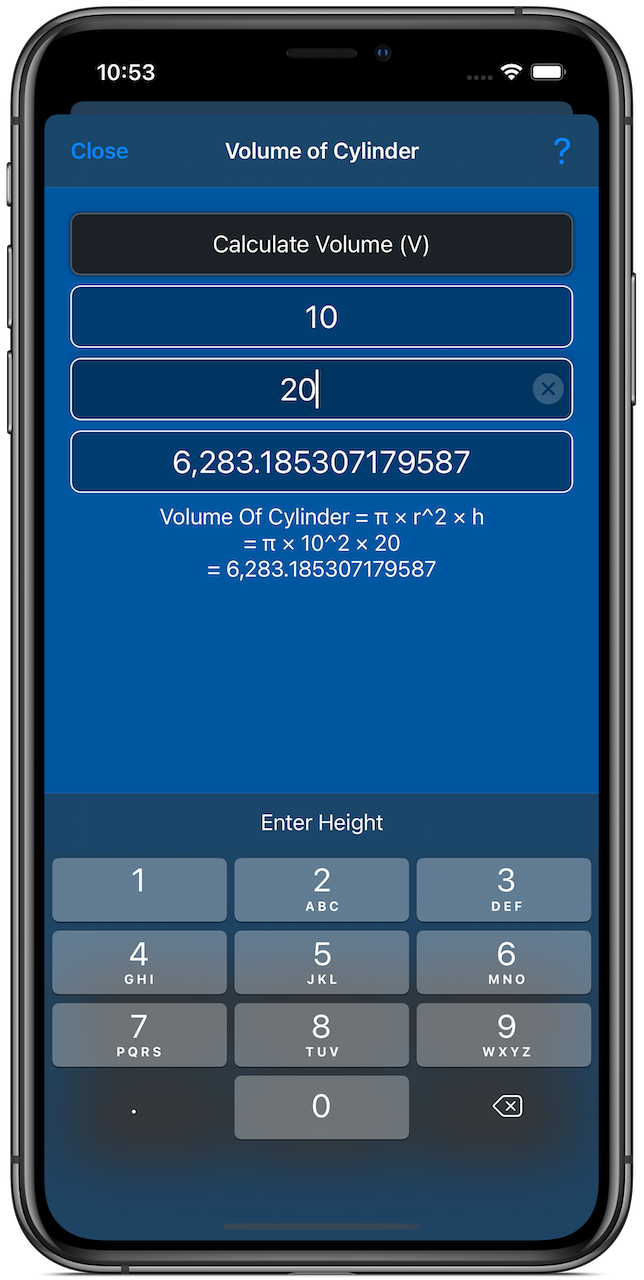 10:53
Close Volume of Cylinder ?
Calculate Volume (V)
10
20
6,283.185307179587
Volume Of Cylinder = π × r^2 × h
= π × 10^2 × 20
= 6,283.185307179587
Enter Height
1 2 3
ABC DEF
4 5 6
GHI JKL MNO
7 8 9
PQRS TUV WXYZ
. 0